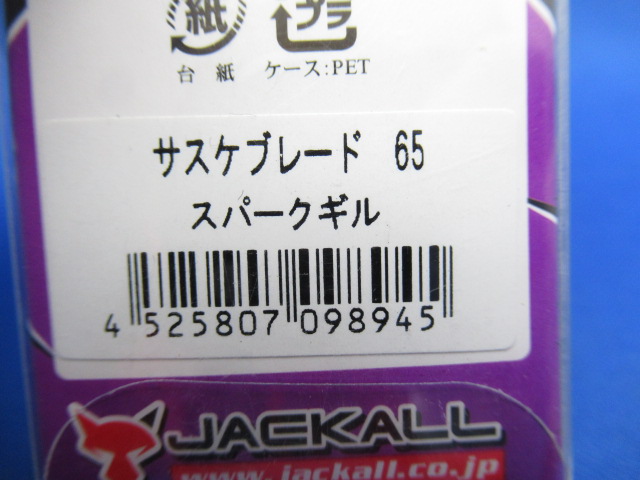 紙
プラ
台 紙 ケース:PET
サスケブレード 65
スパークギル
4 525807 098945
JACKALL
www.jackall.co.jp